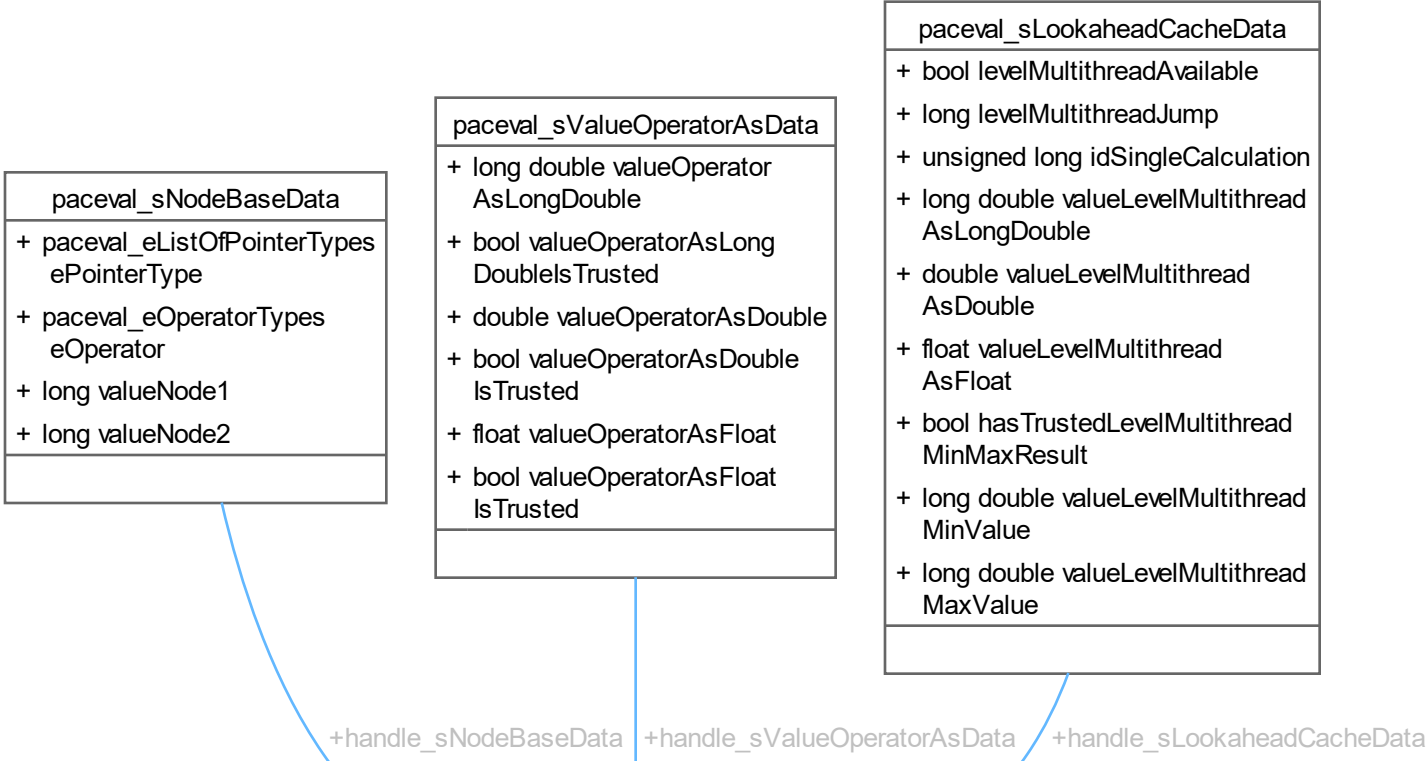 paceval_sNodeBaseData
+ paceval_eListOfPointerTypes
ePointerType
+ paceval_eOperatorTypes
eOperator
+ long valueNode1
+ long valueNode2
paceval_sValueOperatorAsData
+ long double valueOperator
AsLongDouble
+ bool valueOperatorAsLong
DoubleIsTrusted
+ double valueOperatorAsDouble
+ bool valueOperatorAsDouble
IsTrusted
+ float valueOperatorAsFloat
+ bool valueOperatorAsFloat
IsTrusted
paceval_sLookaheadCacheData
+ bool levelMultithreadAvailable
+ long levelMultithreadJump
+ unsigned long idSingleCalculation
+ long double valueLevelMultithread
AsLongDouble
+ double valueLevelMultithread
AsDouble
+ float valueLevelMultithread
AsFloat
+ bool hasTrustedLevelMultithread
MinMaxResult
+ long double valueLevelMultithread
MinValue
+ long double valueLevelMultithread
MaxValue
+handle_sNodeBaseData
+handle_sValueOperatorAsData
+handle_sLookaheadCacheData